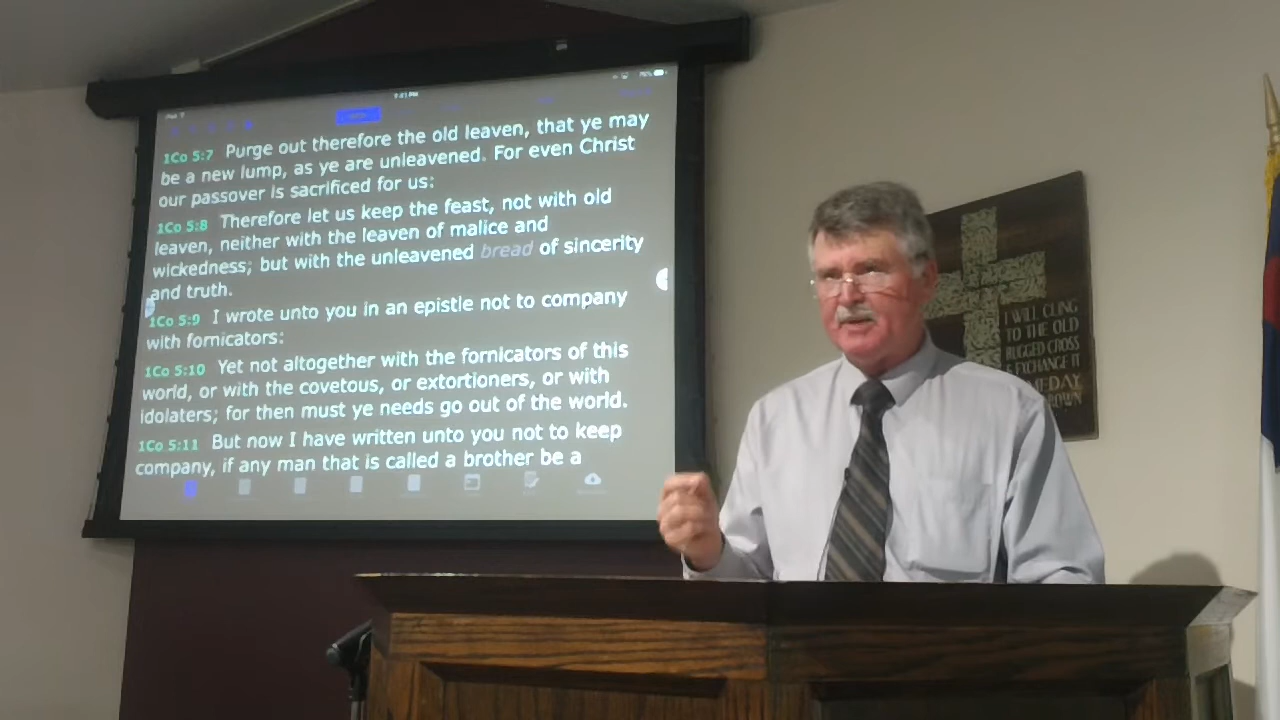 9:41 PM
1Co 5:7 Purge out therefore the old leaven, that ye may
be a new lump, as ye are unleavened. For even Christ
our passover is sacrificed for us:
1Co 5:8 Therefore let us keep the feast, not with old
leaven, neither with the leaven of malice and
wickedness; but with the unleavened bread of sincerity
and truth.
1Co 5:9 I wrote unto you in an epistle not to company
with fornicators:
1Co 5:10 Yet not altogether with the fornicators of this
world, or with the covetous, or extortioners, or with
idolaters; for then must ye needs go out of the world.
1Co 5:11 But now I have written unto you not to keep
company, if any man that is called a brother be a
I WILL CLING
TO THE OLD
RUGGED CROSS
& EXCHANGE IT